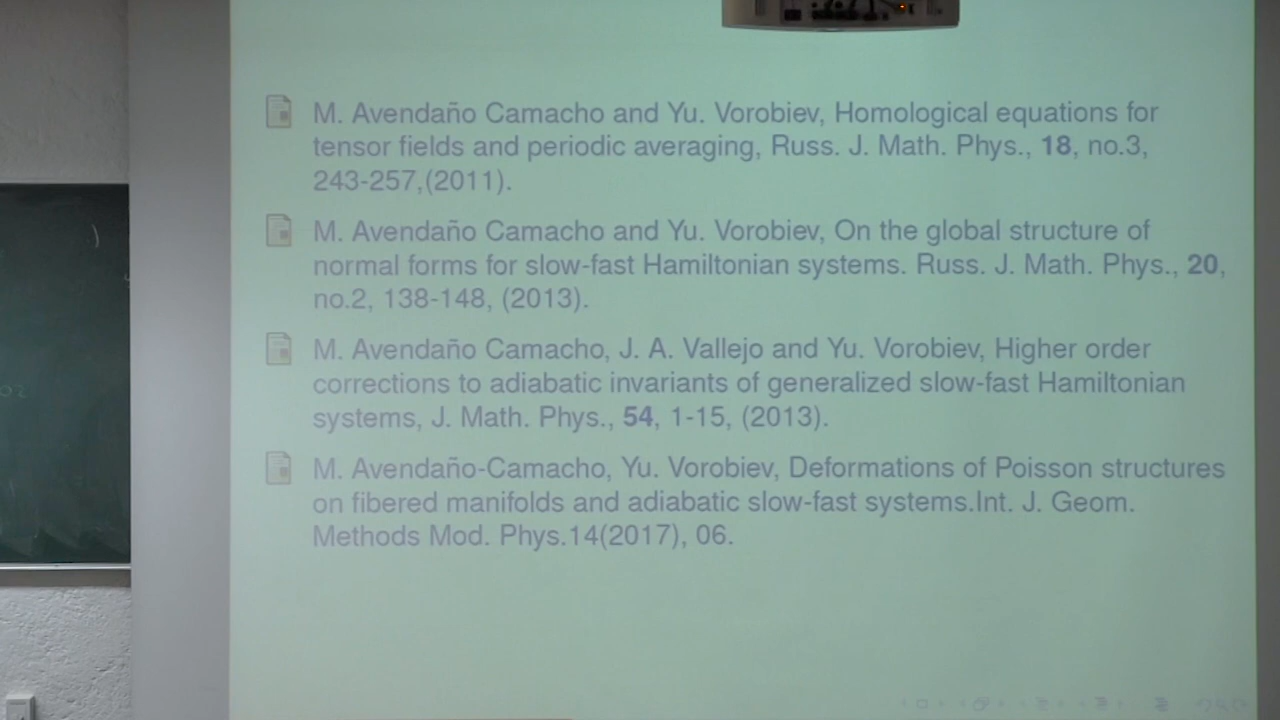 M. Avendaño Camacho and Yu. Vorobiev, Homological equations for
tensor fields and periodic averaging, Russ. J. Math. Phys., 18, no.3,
243-257,(2011).
M. Avendaño Camacho and Yu. Vorobiev, On the global structure of
normal forms for slow-fast Hamiltonian systems. Russ. J. Math. Phys., 20,
no.2, 138-148, (2013).
M. Avendaño Camacho, J. A. Vallejo and Yu. Vorobiev, Higher order
corrections to adiabatic invariants of generalized slow-fast Hamiltonian
systems, J. Math. Phys., 54, 1-15, (2013).
M. Avendaño-Camacho, Yu. Vorobiev, Deformations of Poisson structures
on fibered manifolds and adiabatic slow-fast systems.Int. J. Geom.
Methods Mod. Phys.14(2017), 06.